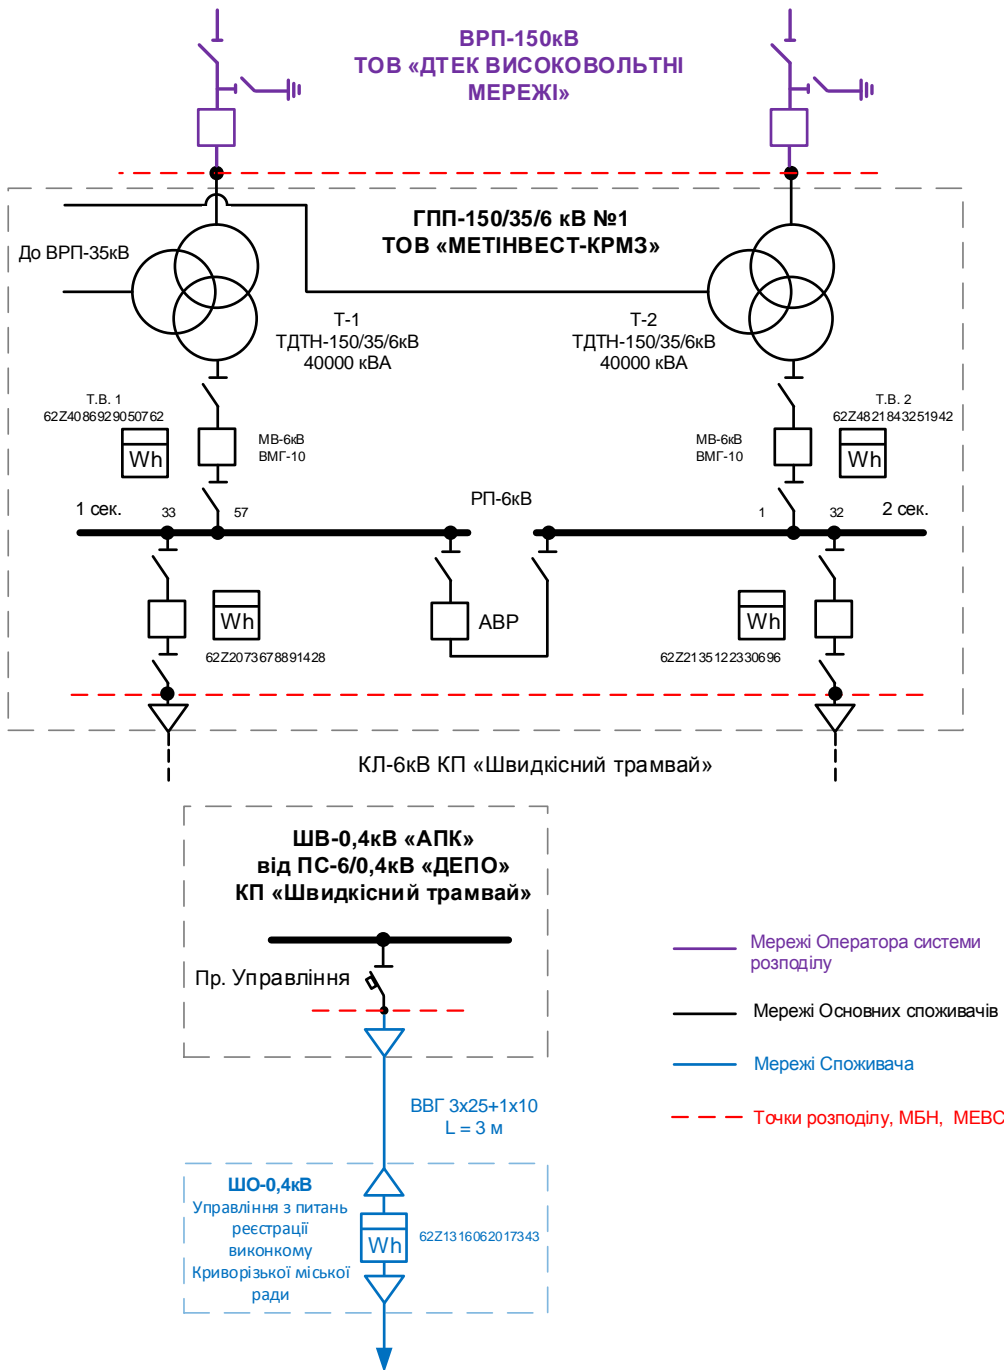 ВРП-150кВ
ТОВ «ДТЕК ВИСОКОВОЛЬТНІ
МЕРЕЖІ»
ГПП-150/35/6 кВ №1
ТОВ «МЕТІНВЕСТ-КРМЗ»
До ВРП-35кВ
Т-1
ТДТН-150/35/6кВ
40000 кВА
Т-2
ТДТН-150/35/6кВ
40000 кВА
Т.В. 1
62Z4086929050762
Wh
МВ-6кВ
ВМГ-10
МВ-6кВ
ВМГ-10
Т.В. 2
62Z4821843251942
Wh
1 сек.
33
57
РП-6кВ
1
32
2 сек.
Wh
62Z2073678891428
АВР
Wh
62Z2135122330696
КЛ-6кВ КП «Швидкісний трамвай»
ШВ-0,4кВ «АПК»
від ПС-6/0,4кВ «ДЕПО»
КП «Швидкісний трамвай»
Пр. Управління
ВВГ 3х25+1х10
L = 3 м
ШО-0,4кВ
Управління з питань
реєстрації
виконкому
Криворізької міської
ради
Wh
62Z1316062017343
Мережі Оператора системи
розподілу
Мережі Основних споживачів
Мережі Споживача
Точки розподілу, МБН, МЕВС